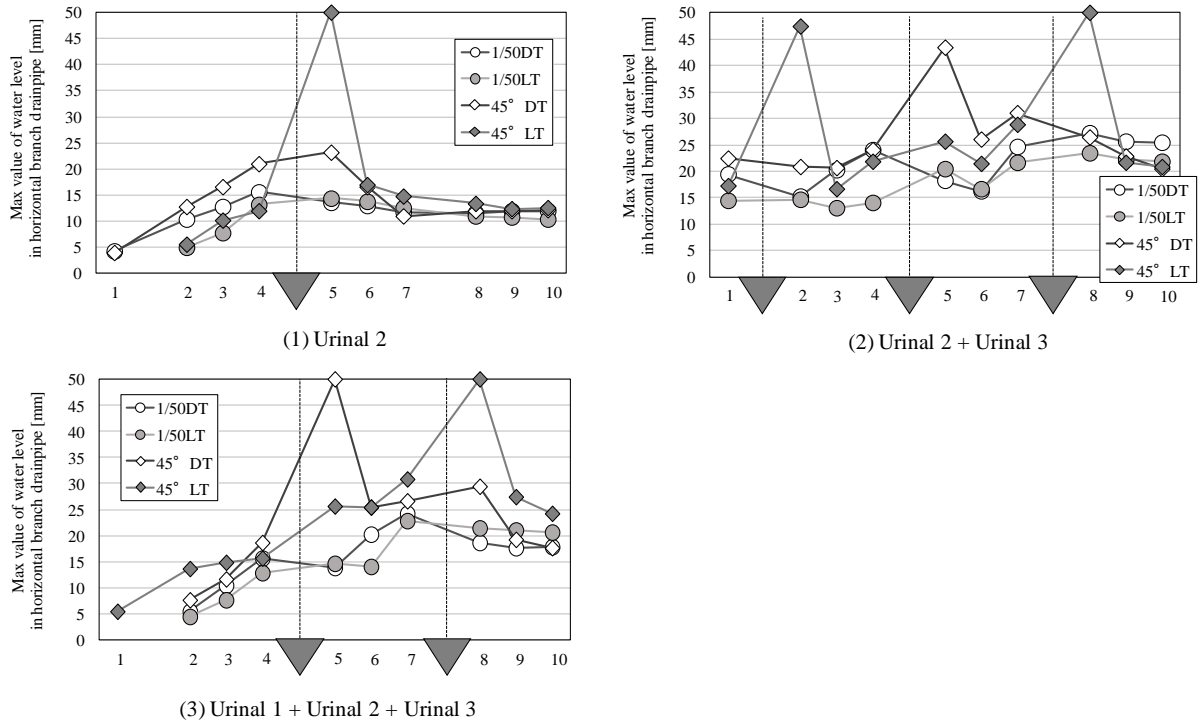 Max value of water level
in horizontal branch drainpipe [mm]
50
45
40
35
30
25
20
15
10
5
0
1/50DT
1/50LT
45° DT
45° LT
1 2 3 4 5 6 7 8 9 10
(1) Urinal 2
Max value of water level
in horizontal branch drainpipe [mm]
50
45
40
35
30
25
20
15
10
5
0
1/50DT
1/50LT
45° DT
45° LT
1 2 3 4 5 6 7 8 9 10
(2) Urinal 2 + Urinal 3
Max value of water level
in horizontal branch drainpipe [mm]
50
45
40
35
30
25
20
15
10
5
0
1/50DT
1/50LT
45° DT
45° LT
1 2 3 4 5 6 7 8 9 10
(3) Urinal 1 + Urinal 2 + Urinal 3